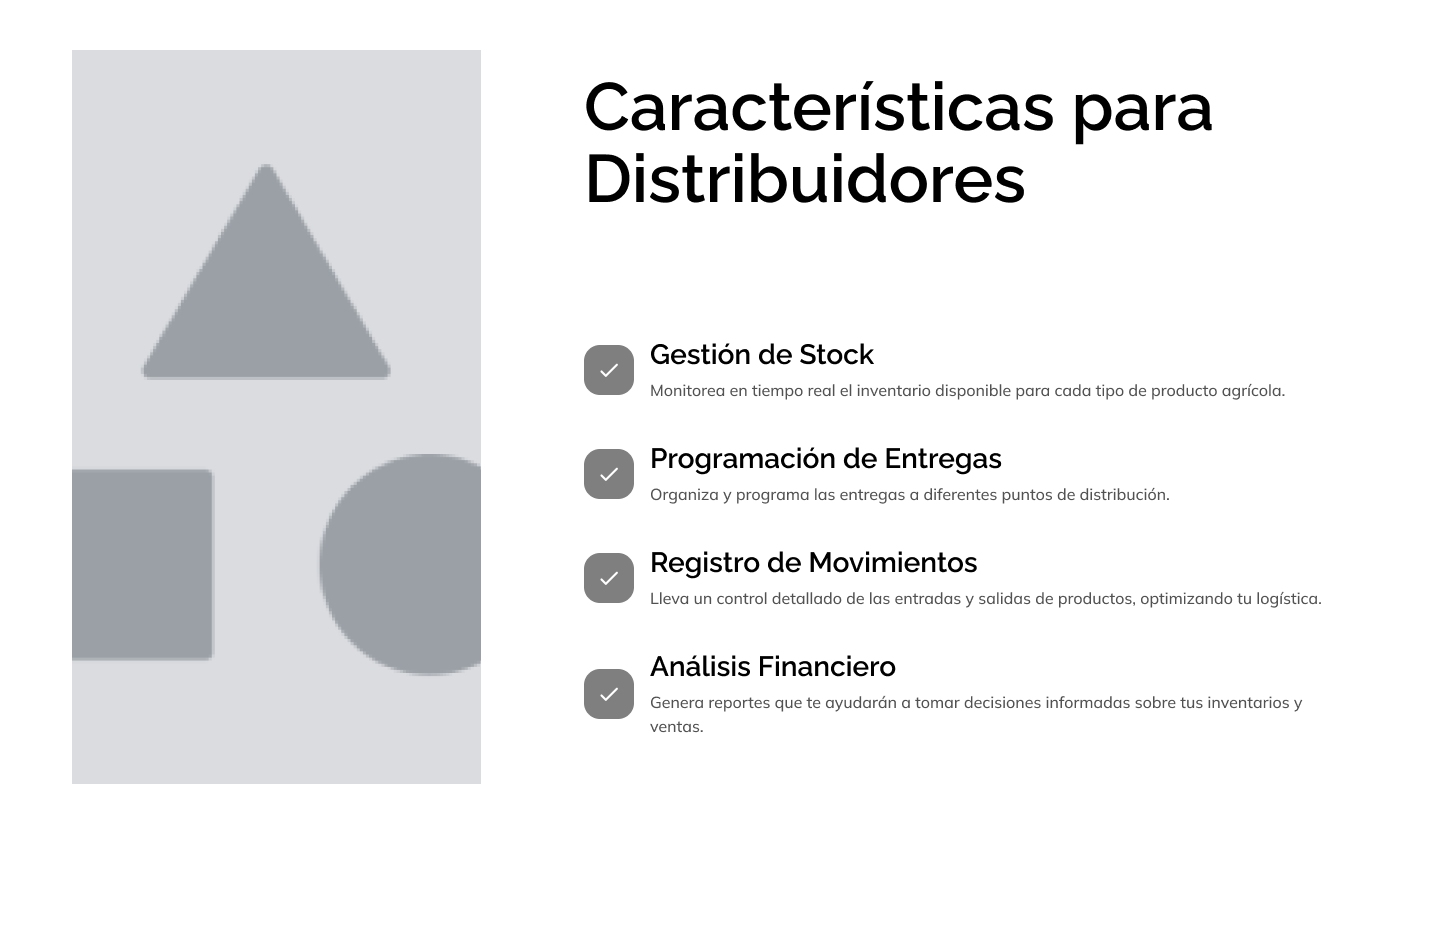 Características para
Distribuidores
Gestión de Stock
Monitorea en tiempo real el inventario disponible para cada tipo de producto agrícola.
Programación de Entregas
Organiza y programa las entregas a diferentes puntos de distribución.
Registro de Movimientos
Lleva un control detallado de las entradas y salidas de productos, optimizando tu logística.
Análisis Financiero
Genera reportes que te ayudarán a tomar decisiones informadas sobre tus inventarios y
ventas.